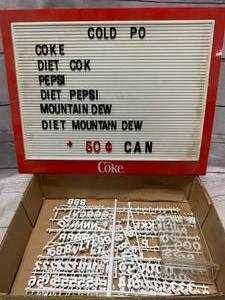 COLD PO
COKE
DIET COK
PEPSI
DIET PEPSI
MOUNTAIN DEW
DIET MOUNTAIN DEW
50¢ CAN
Coke